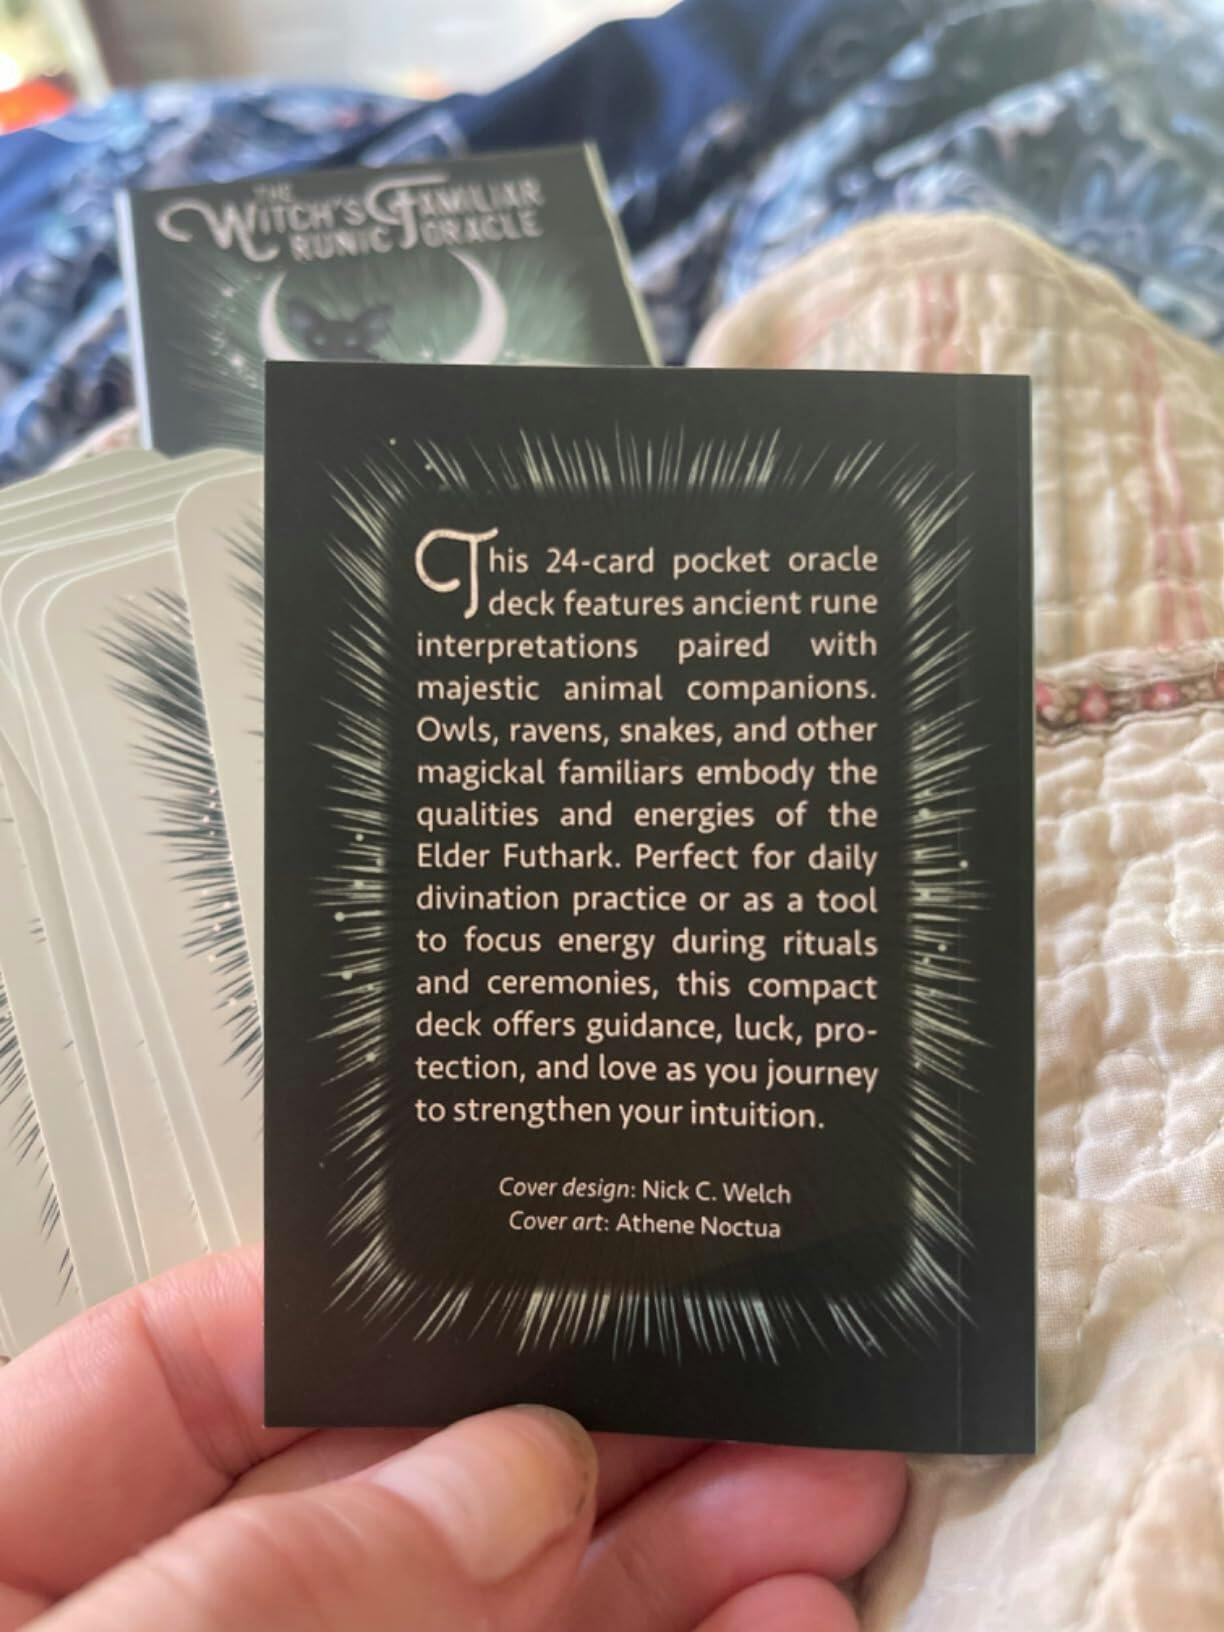 THE
WITCH'S FAMILIAR
RUNIC ORACLE
This 24-card pocket oracle
deck features ancient rune
interpretations paired with
majestic animal companions.
Owls, ravens, snakes, and other
magickal familiars embody the
qualities and energies of the
Elder Futhark. Perfect for daily
divination practice or as a tool
to focus energy during rituals
and ceremonies, this compact
deck offers guidance, luck, pro-
tection, and love as you journey
to strengthen your intuition.
Cover design: Nick C. Welch
Cover art: Athene Noctua